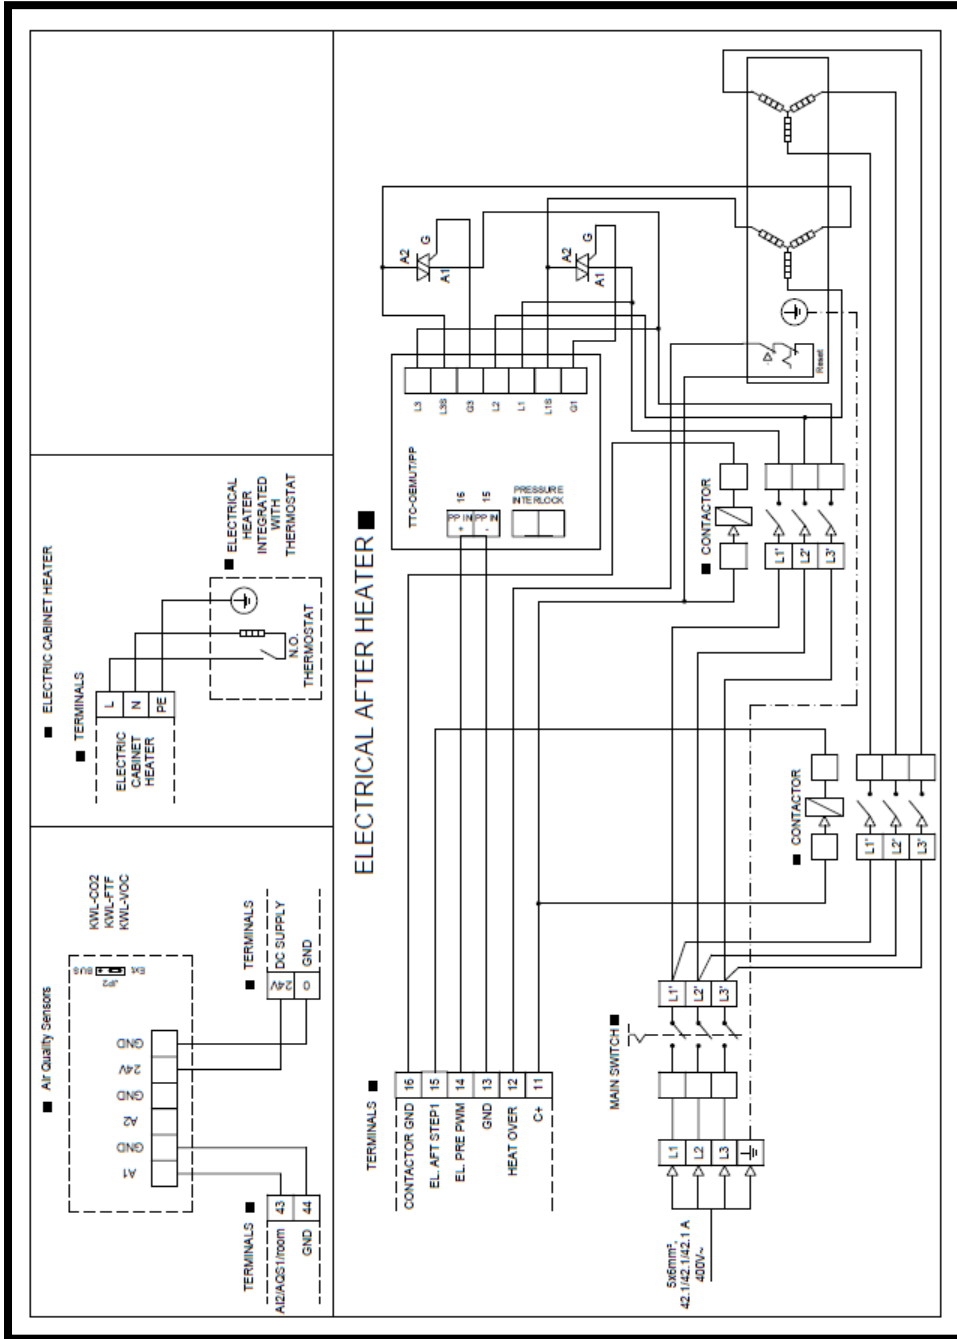 ■ Air Quality Sensors
KWL-CO2
KWL-FTF
KWL-VOC
BUS
Ext
JP2
A1
GND
A2
GND
24V
GND
TERMINALS ■
AI2/AQS1/room
43
GND
44
■ TERMINALS
24V
DC SUPPLY
0
GND
■ ELECTRIC CABINET HEATER
■ TERMINALS
ELECTRIC
CABINET
HEATER
L
N
PE
■ ELECTRICAL
HEATER
INTEGRATED
WITH
THERMOSTAT
N.O.
THERMOSTAT
ELECTRICAL AFTER HEATER ■
TERMINALS ■
CONTACTOR GND
16
EL. AFT STEP1
15
EL. PRE PWM
14
GND
13
HEAT OVER
12
C+
11
TTC-OEMUT/PP
PP IN
+
16
PP IN
-
15
PRESSURE
INTERLOCK
L3
L3S
G3
L2
L1
L1S
G1
A2
G
A1
A2
G
A1
Reset
■ CONTACTOR
L1'
L2'
L3'
■ CONTACTOR
L1'
L2'
L3'
MAIN SWITCH ■
L1'
L2'
L3'
L1
L2
L3
5x6mm²,
42.1/42.1/42.1 A
400V~